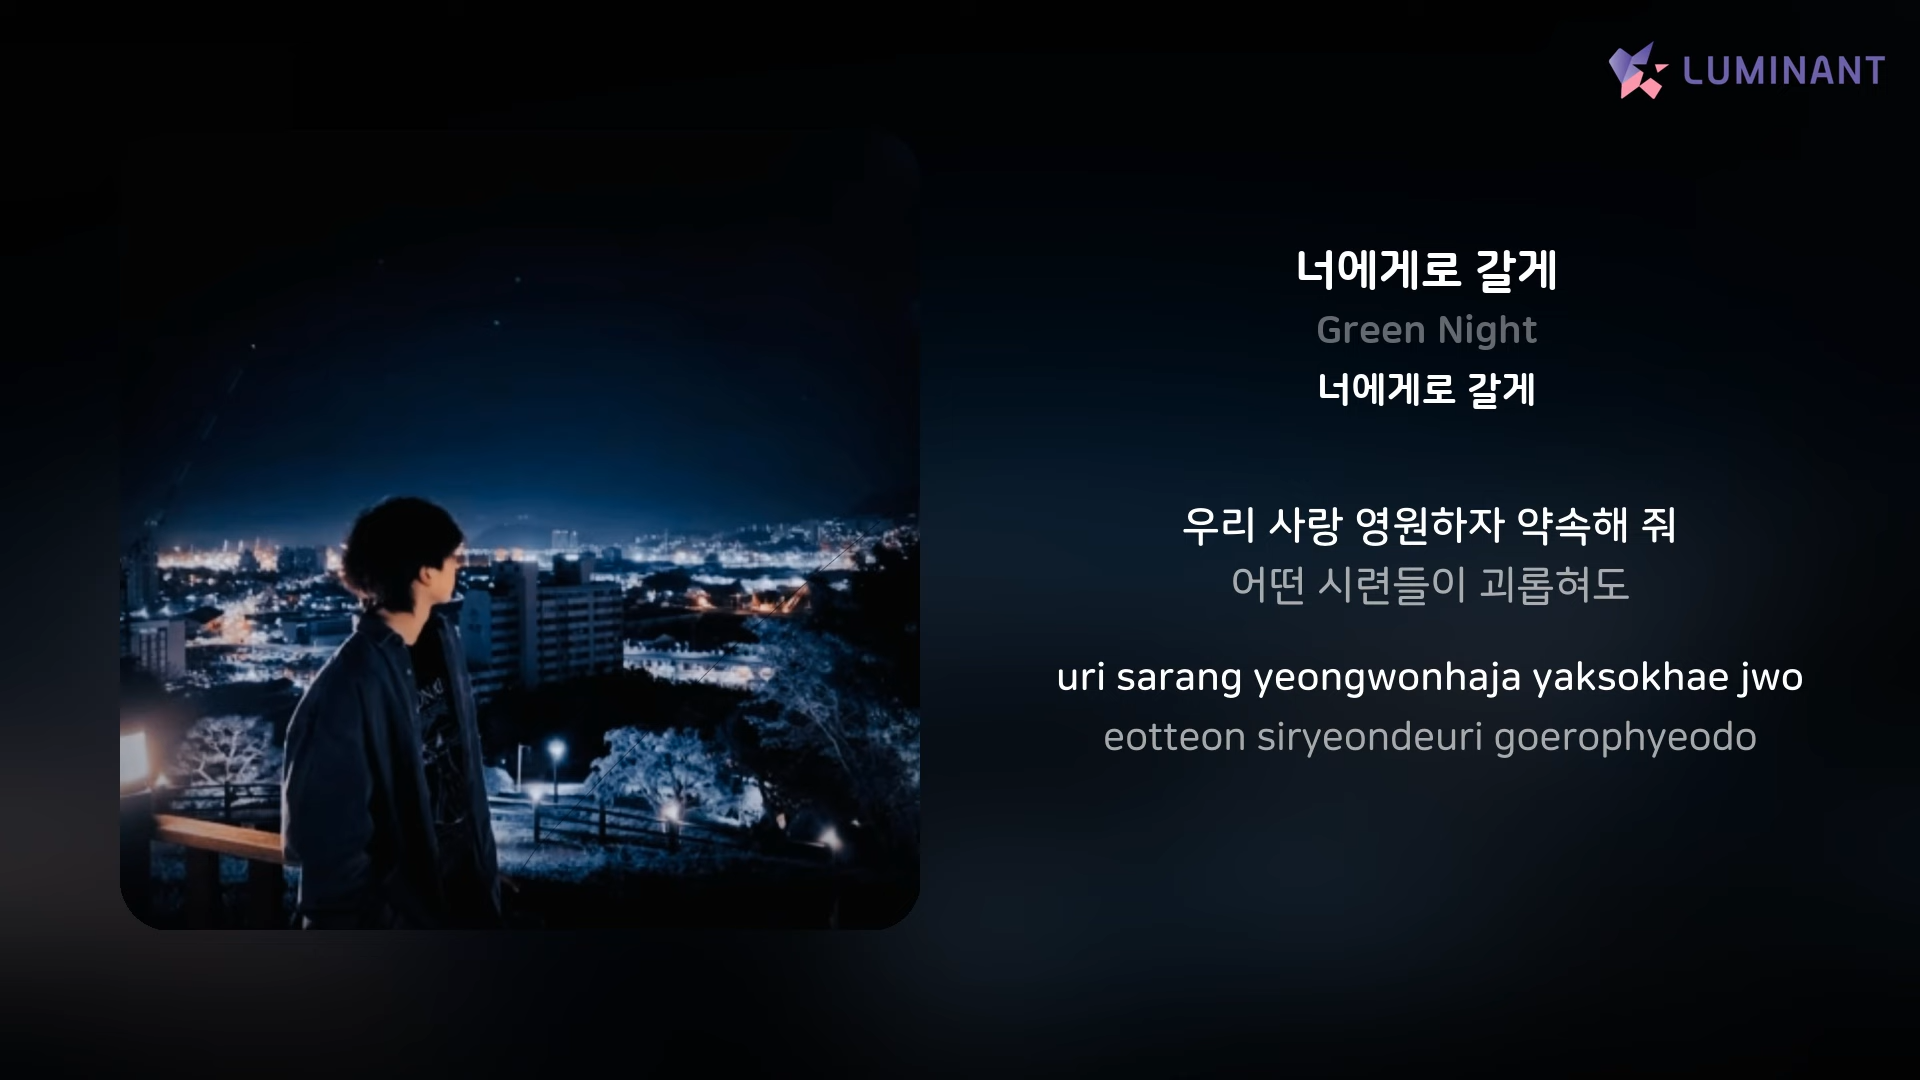 LUMINANT
너에게로 갈게
Green Night
너에게로 갈게
우리 사랑 영원하자 약속해 줘
어떤 시련들이 괴롭혀도
uri sarang yeongwonhaja yaksokhae jwo
eotteon siryeondeuri goerophyeodo